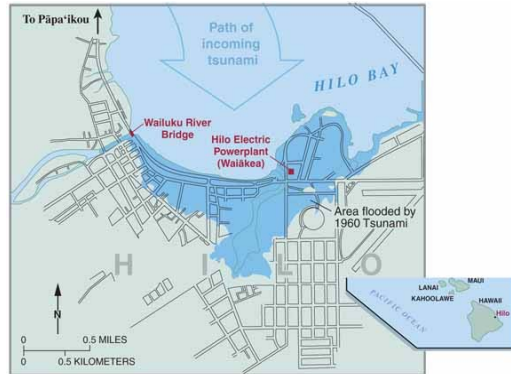 To Pāpa‘ikou
Path of
incoming
tsunami
HILO BAY
Wailuku River
Bridge
Hilo Electric
Powerplant
(Waiākea)
Area flooded by
1960 Tsunami
HILO
N
0 0.5 MILES
0 0.5 KILOMETERS
MAUI
LANAI
KAHOOLAWE
HAWAII
Hilo
PACIFIC OCEAN